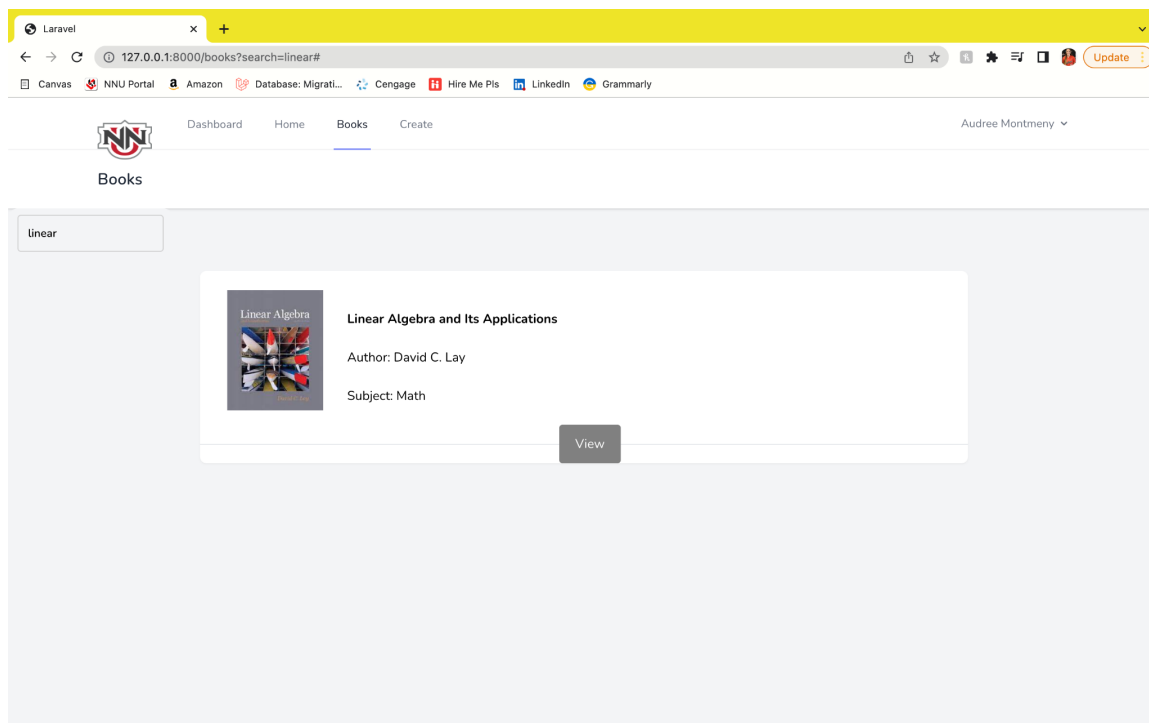 Laravel
127.0.0.1:8000/books?search=linear#
Update
Canvas NNU Portal Amazon Database: Migrati... Cengage Hire Me Pls LinkedIn Grammarly
Dashboard Home Books Create Audree Montmeny
Books
linear
Linear Algebra
Linear Algebra and Its Applications
Author: David C. Lay
Subject: Math
View